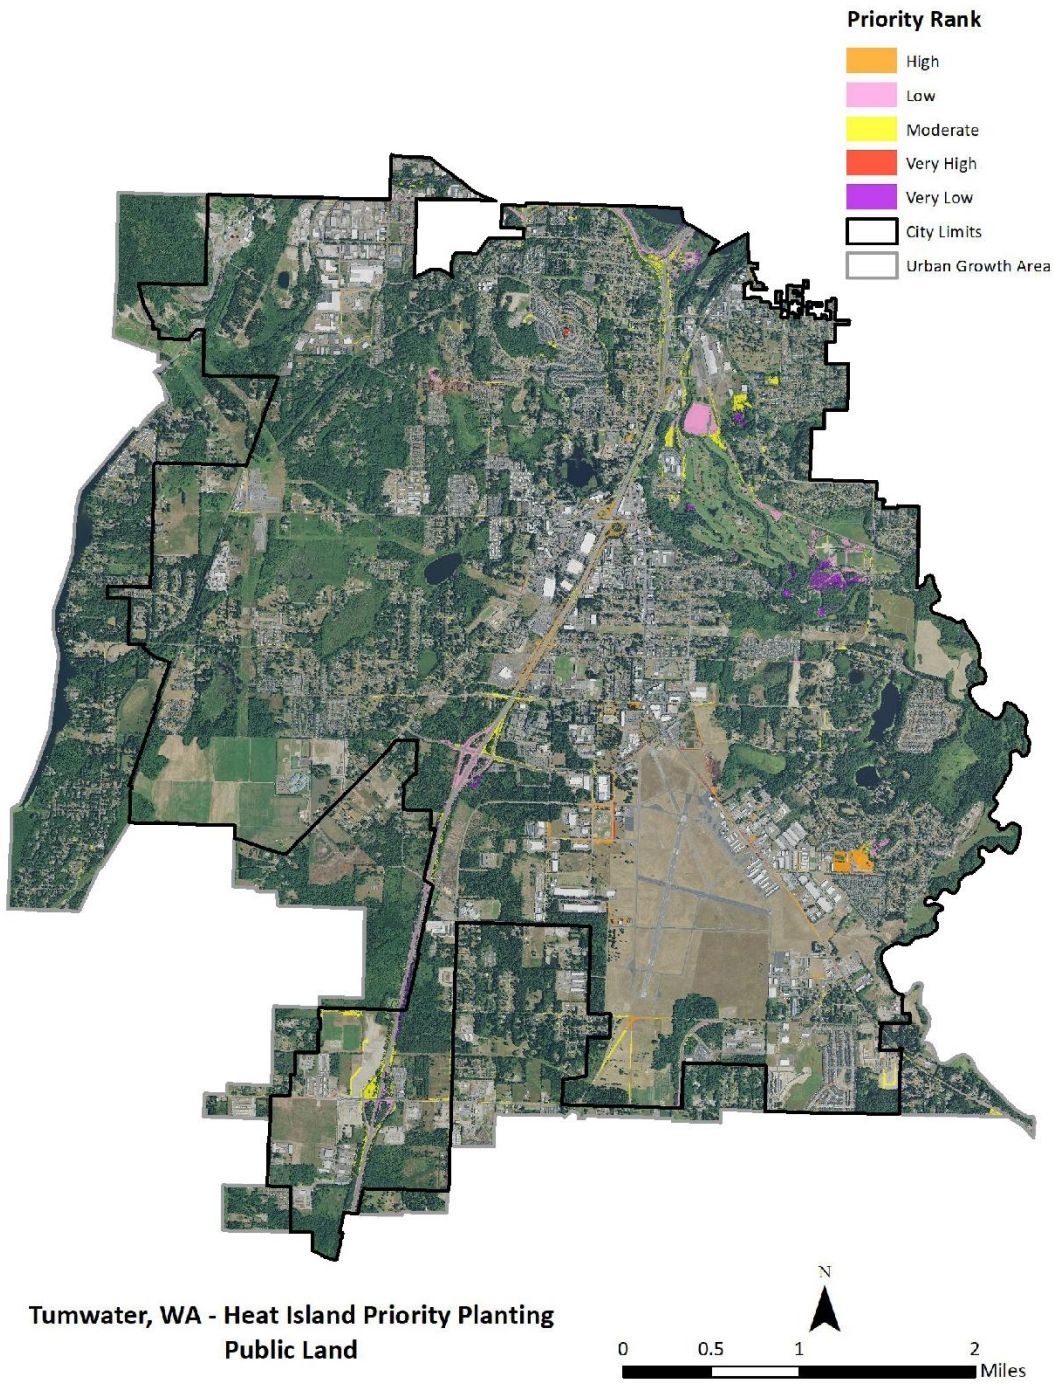 Priority Rank
High
Low
Moderate
Very High
Very Low
City Limits
Urban Growth Area
Tumwater, WA - Heat Island Priority Planting
Public Land
N
0 0.5 1 2
Miles